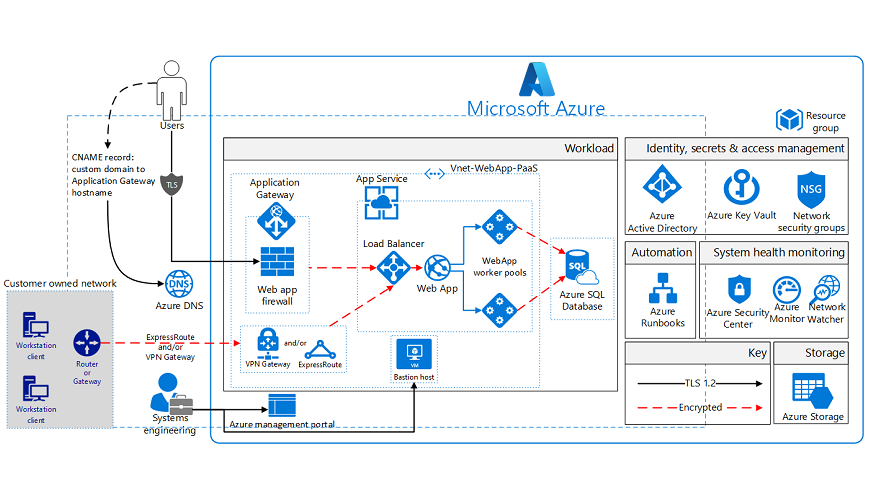 Microsoft Azure
Resource
group
Users
CNAME record:
custom domain to
Application Gateway
hostname
TLS
DNS
Azure DNS
Customer owned network
Workstation
client
Router
or
Gateway
Workstation
client
ExpressRoute
and/or
VPN Gateway
Systems
engineering
Azure management portal
Workload
Vnet-WebApp-PaaS
Application
Gateway
Web app
firewall
App Service
Load Balancer
Web App
WebApp
worker pools
SQL
Azure SQL
Database
VPN Gateway
and/or
ExpressRoute
VM
Bastion host
Identity, secrets & access management
Azure
Active Directory
Azure Key Vault
NSG
Network
security groups
Automation
Azure
Runbooks
System health monitoring
Azure Security
Center
Azure
Monitor
Network
Watcher
Key
TLS 1.2
Encrypted
Storage
Azure Storage